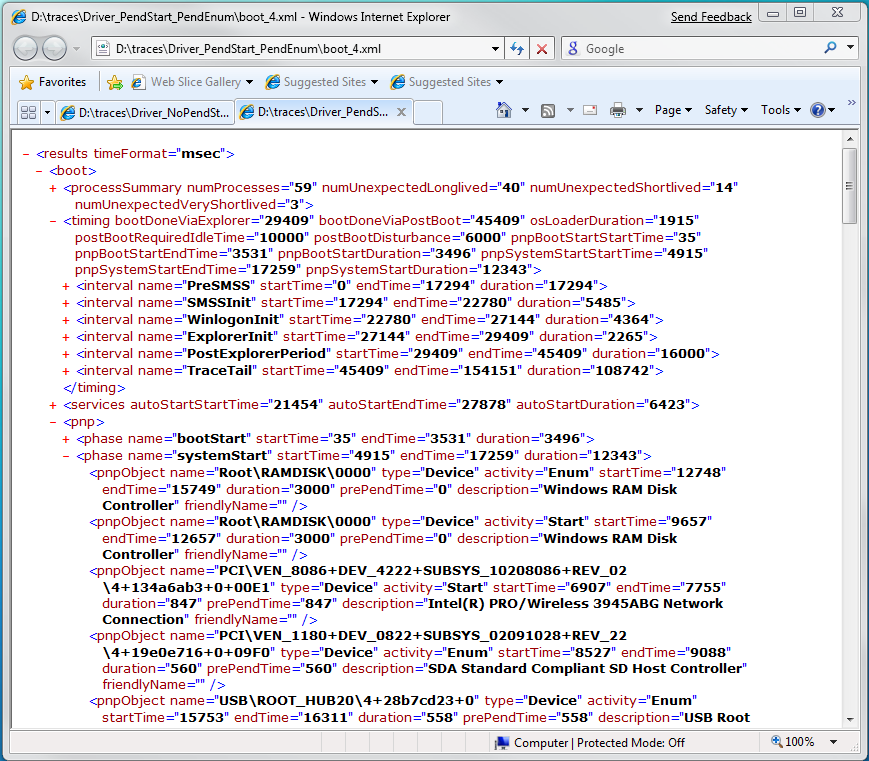 D:\traces\Driver_PendStart_PendEnum\boot_4.xml - Windows Internet Explorer
Send Feedback
D:\traces\Driver_PendStart_PendEnum\boot_4.xml
Google
Favorites
Web Slice Gallery
Suggested Sites
Suggested Sites
D:\traces\Driver_NoPendSt...
D:\traces\Driver_PendS...
Page
Safety
Tools
- <results timeFormat="msec">
- <boot>
+ <processSummary numProcesses="59" numUnexpectedLonglived="40" numUnexpectedShortlived="14"
numUnexpectedVeryShortlived="3">
- <timing bootDoneViaExplorer="29409" bootDoneViaPostBoot="45409" osLoaderDuration="1915"
postBootRequiredIdleTime="10000" postBootDisturbance="6000" pnpBootStartStartTime="35"
pnpBootStartEndTime="3531" pnpBootStartDuration="3496" pnpSystemStartStartTime="4915"
pnpSystemStartEndTime="17259" pnpSystemStartDuration="12343">
+ <interval name="PreSMSS" startTime="0" endTime="17294" duration="17294">
+ <interval name="SMSSInit" startTime="17294" endTime="22780" duration="5485">
+ <interval name="WinlogonInit" startTime="22780" endTime="27144" duration="4364">
+ <interval name="ExplorerInit" startTime="27144" endTime="29409" duration="2265">
+ <interval name="PostExplorerPeriod" startTime="29409" endTime="45409" duration="16000">
+ <interval name="TraceTail" startTime="45409" endTime="154151" duration="108742">
</timing>
+ <services autoStartStartTime="21454" autoStartEndTime="27878" autoStartDuration="6423">
- <pnp>
+ <phase name="bootStart" startTime="35" endTime="3531" duration="3496">
- <phase name="systemStart" startTime="4915" endTime="17259" duration="12343">
<pnpObject name="Root\RAMDISK\0000" type="Device" activity="Enum" startTime="12748"
endTime="15749" duration="3000" prePendTime="0" description="Windows RAM Disk
Controller" friendlyName="" />
<pnpObject name="Root\RAMDISK\0000" type="Device" activity="Start" startTime="9657"
endTime="12657" duration="3000" prePendTime="0" description="Windows RAM Disk
Controller" friendlyName="" />
<pnpObject name="PCI\VEN_8086+DEV_4222+SUBSYS_10208086+REV_02
\4+134a6ab3+0+00E1" type="Device" activity="Start" startTime="6907" endTime="7755"
duration="847" prePendTime="847" description="Intel(R) PRO/Wireless 3945ABG Network
Connection" friendlyName="" />
<pnpObject name="PCI\VEN_1180+DEV_0822+SUBSYS_02091028+REV_22
\4+19e0e716+0+09F0" type="Device" activity="Enum" startTime="8527" endTime="9088"
duration="560" prePendTime="560" description="SDA Standard Compliant SD Host Controller"
friendlyName="" />
<pnpObject name="USB\ROOT_HUB20\4+28b7cd23+0" type="Device" activity="Enum"
startTime="15753" endTime="16311" duration="558" prePendTime="558" description="USB Root
Computer | Protected Mode: Off
100%